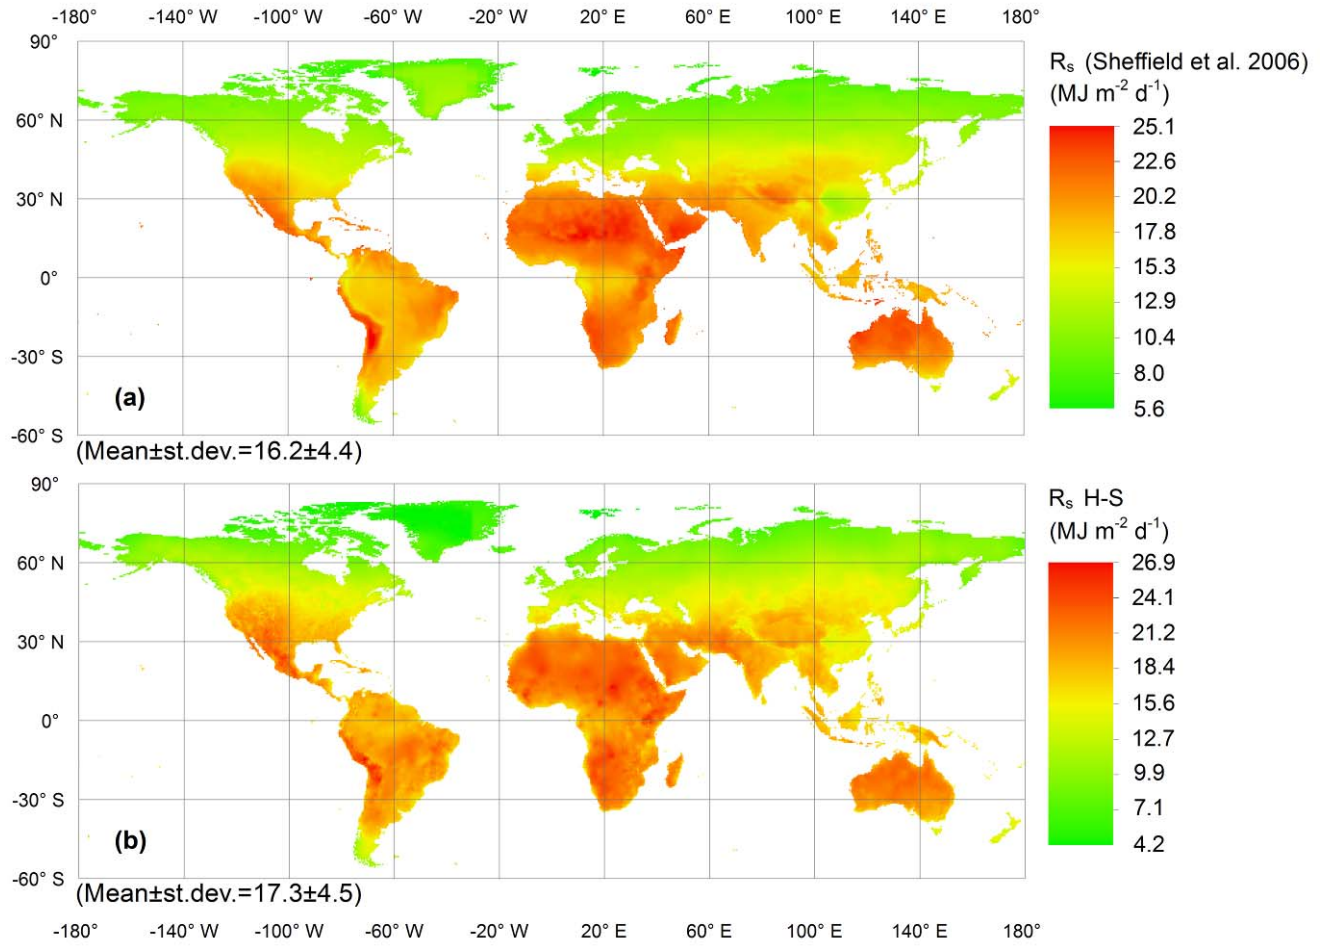 -180° -140° W -100° W -60° W -20° W 20° E 60° E 100° E 140° E 180°
90°
60° N
30° N
0°
-30° S
-60° S
(a)
Rₛ (Sheffield et al. 2006)
(MJ m⁻² d⁻¹)
25.1
22.6
20.2
17.8
15.3
12.9
10.4
8.0
5.6
(Mean±st.dev.=16.2±4.4)
90°
60° N
30° N
0°
-30° S
-60° S
(b)
Rₛ H-S
(MJ m⁻² d⁻¹)
26.9
24.1
21.2
18.4
15.6
12.7
9.9
7.1
4.2
(Mean±st.dev.=17.3±4.5)
-180° -140° W -100° W -60° W -20° W 20° E 60° E 100° E 140° E 180°